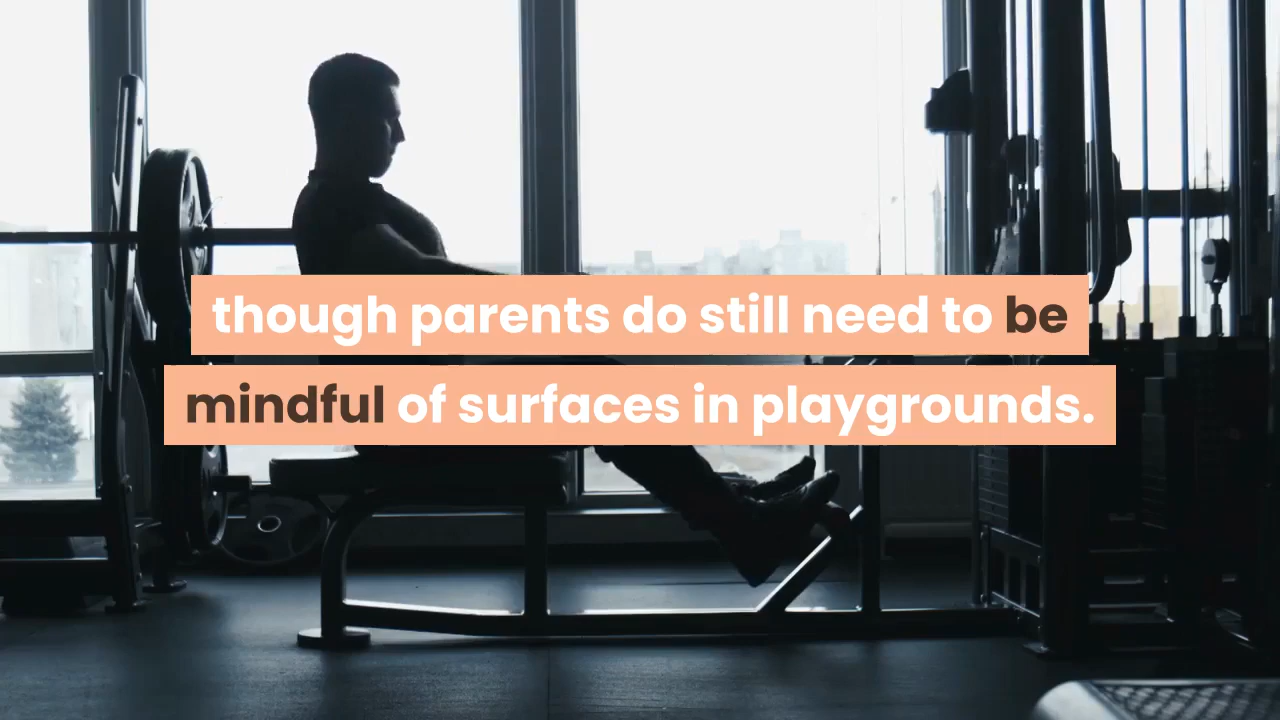 though parents do still need to be
mindful of surfaces in playgrounds.